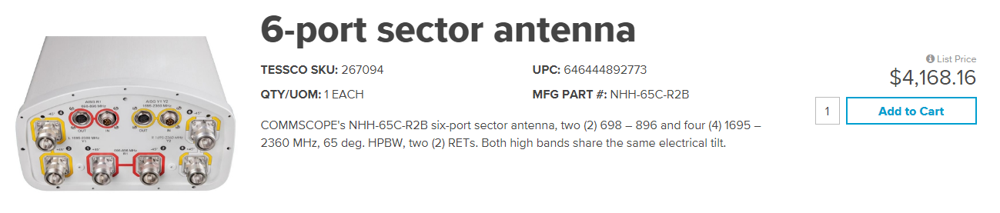 6-port sector antenna
TESSCO SKU: 267094
UPC: 646444892773
QTY/UOM: 1 EACH
MFG PART #: NHH-65C-R2B
COMMSCOPE's NHH-65C-R2B six-port sector antenna, two (2) 698 – 896 and four (4) 1695 –
2360 MHz, 65 deg. HPBW, two (2) RETs. Both high bands share the same electrical tilt.
List Price
$4,168.16
1
Add to Cart
AISG R1
AISG Y1 Y2
OUT
IN
OUT
IN
Y1
Y2
R1